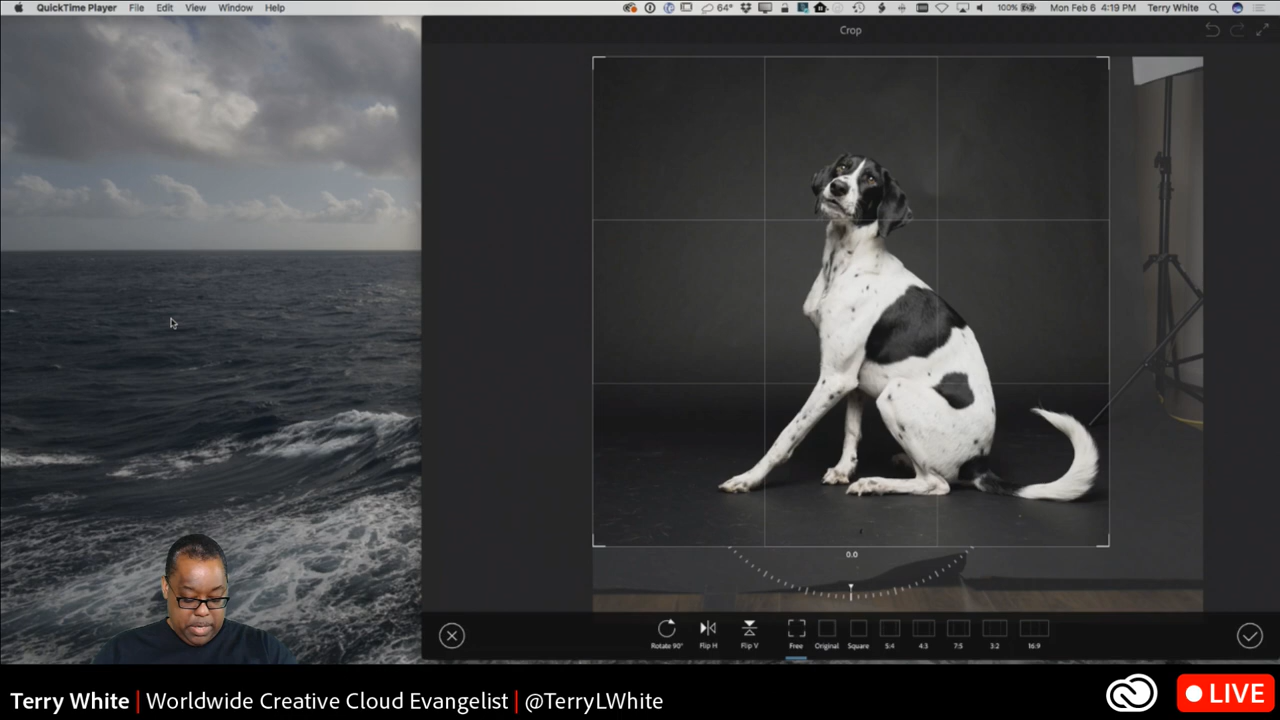 QuickTime Player File Edit View Window Help
64° 100% Mon Feb 6 4:19 PM Terry White
Crop
0.0
Rotate 90° Flip H Flip V Free Original Square 5:4 4:3 7:5 3:2 16:9
Terry White | Worldwide Creative Cloud Evangelist | @TerryLWhite
LIVE